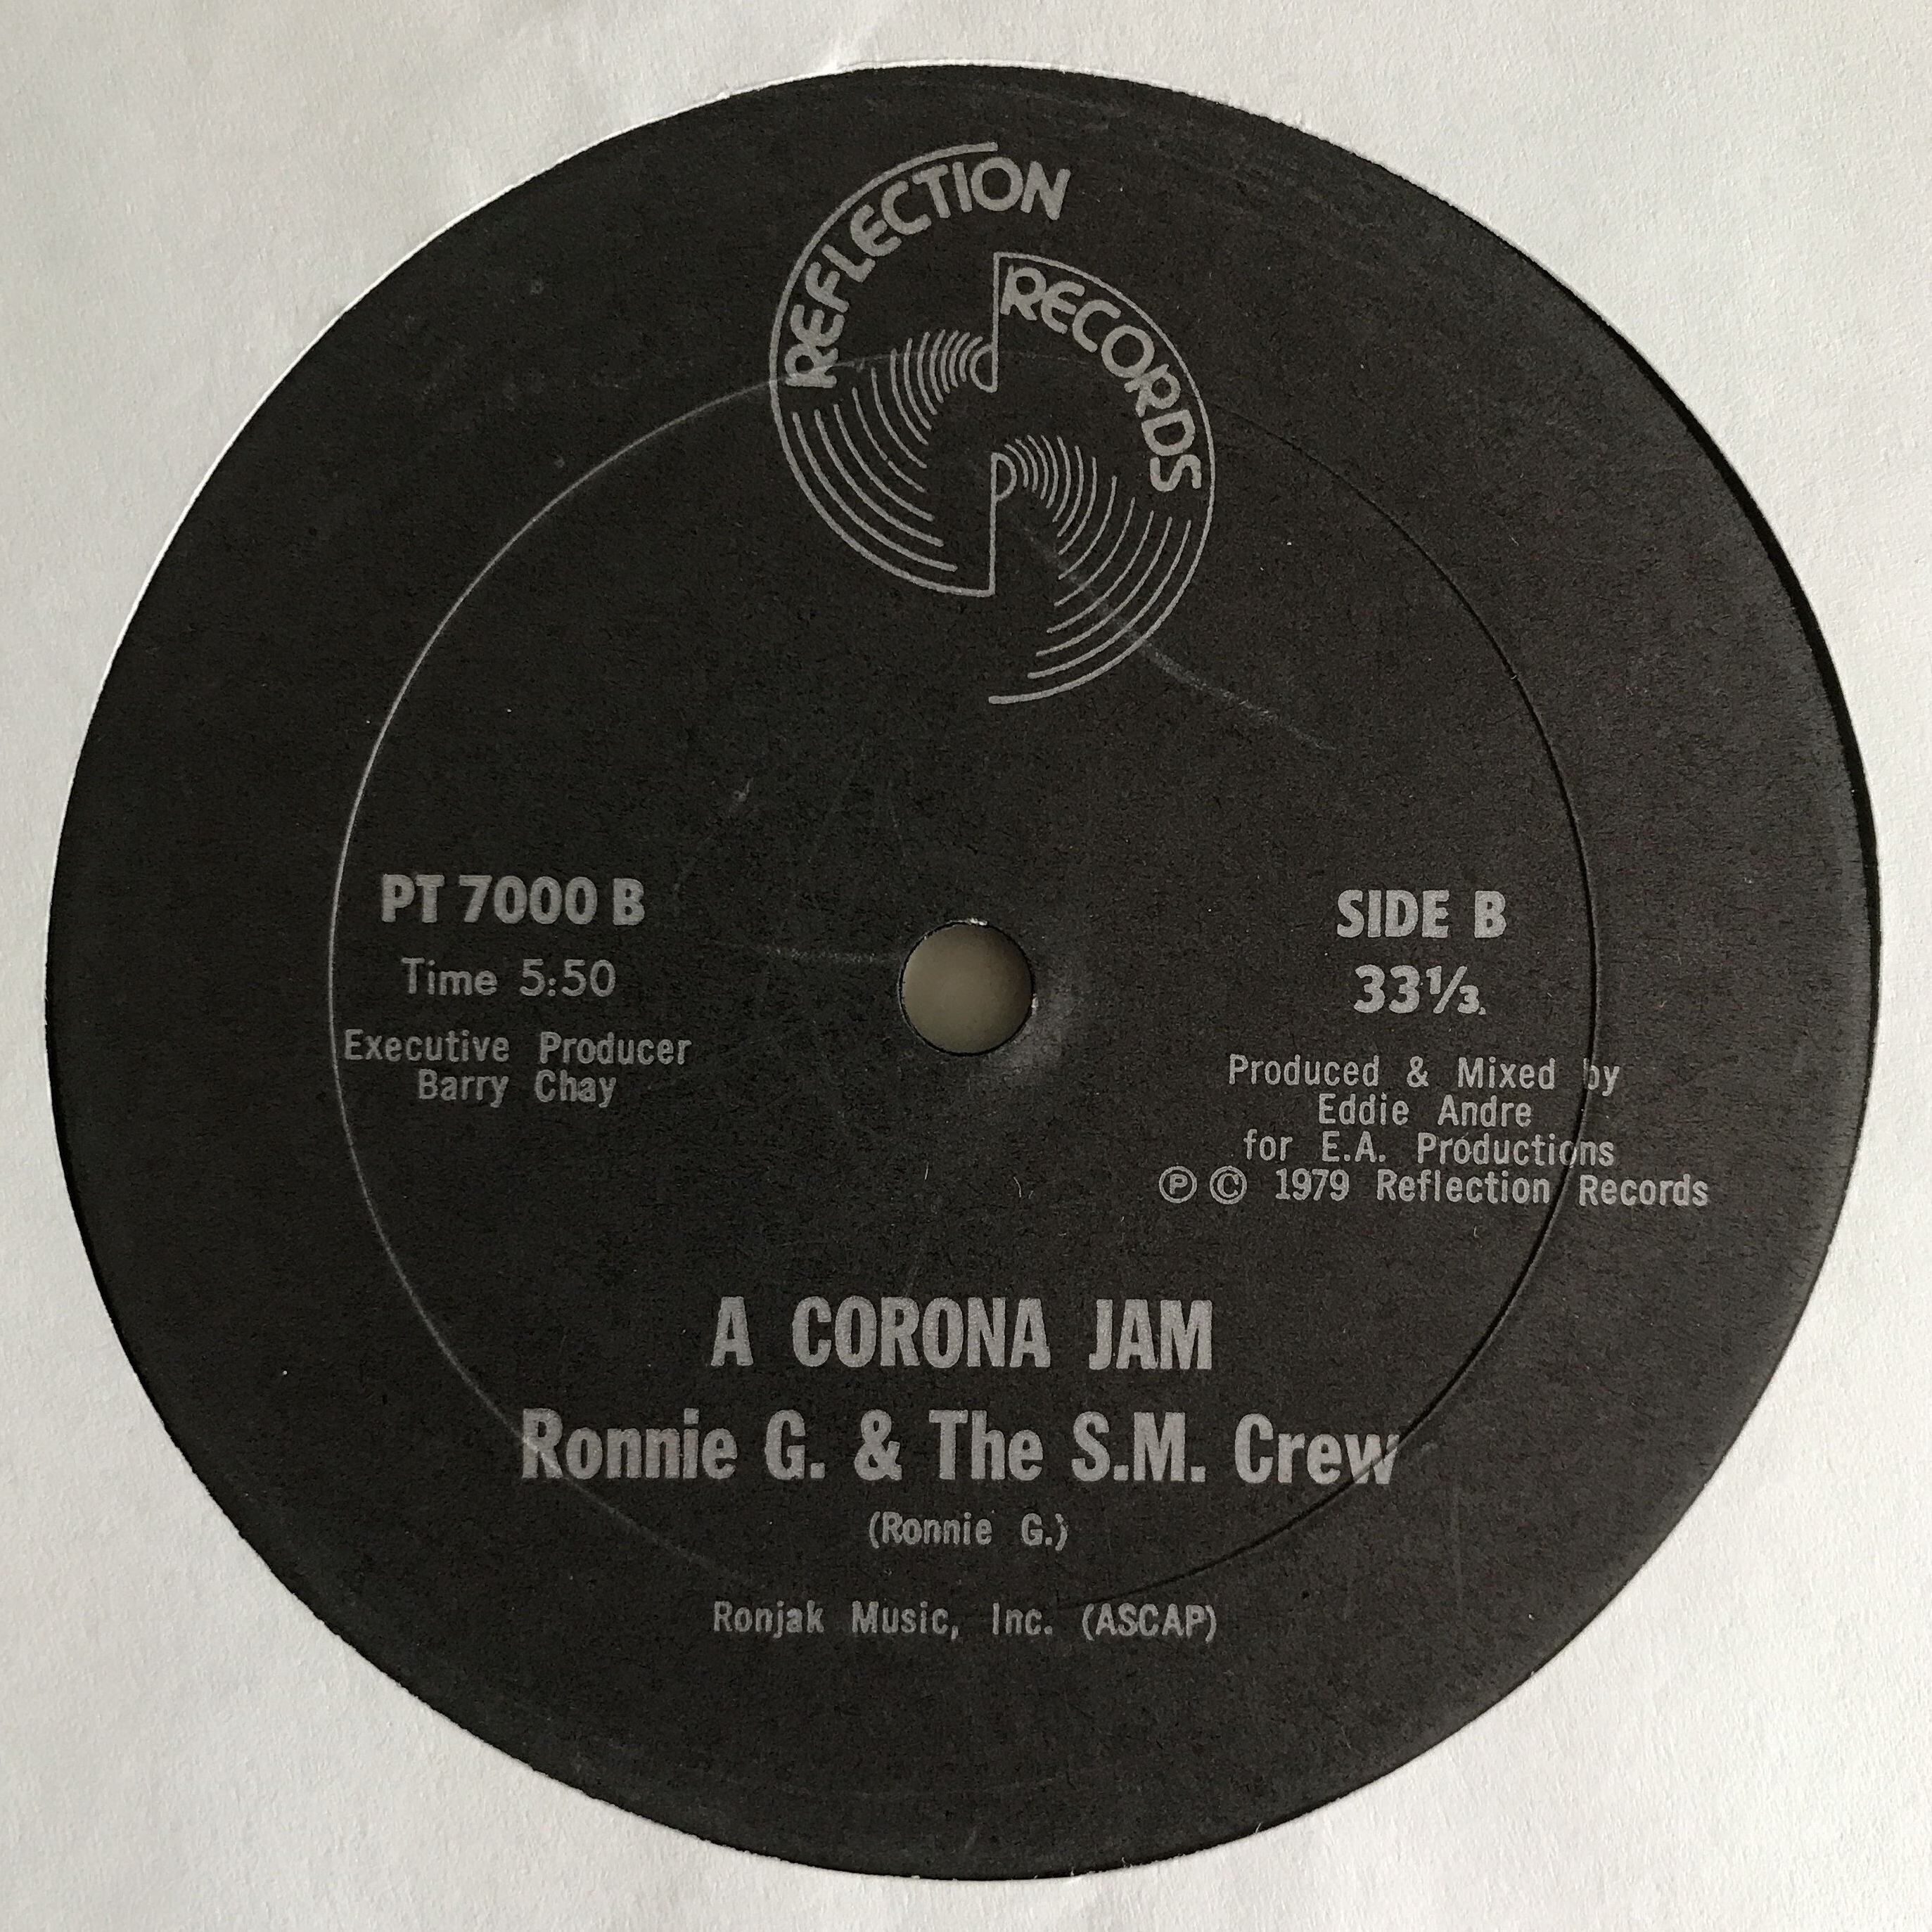 REFLECTION
RECORDS
PT 7000 B
Time 5:50
Executive Producer
Barry Chay
SIDE B
33⅓.
Produced & Mixed by
Eddie Andre
for E.A. Productions
℗ © 1979 Reflection Records
A CORONA JAM
Ronnie G. & The S.M. Crew
(Ronnie G.)
Ronjak Music, Inc. (ASCAP)